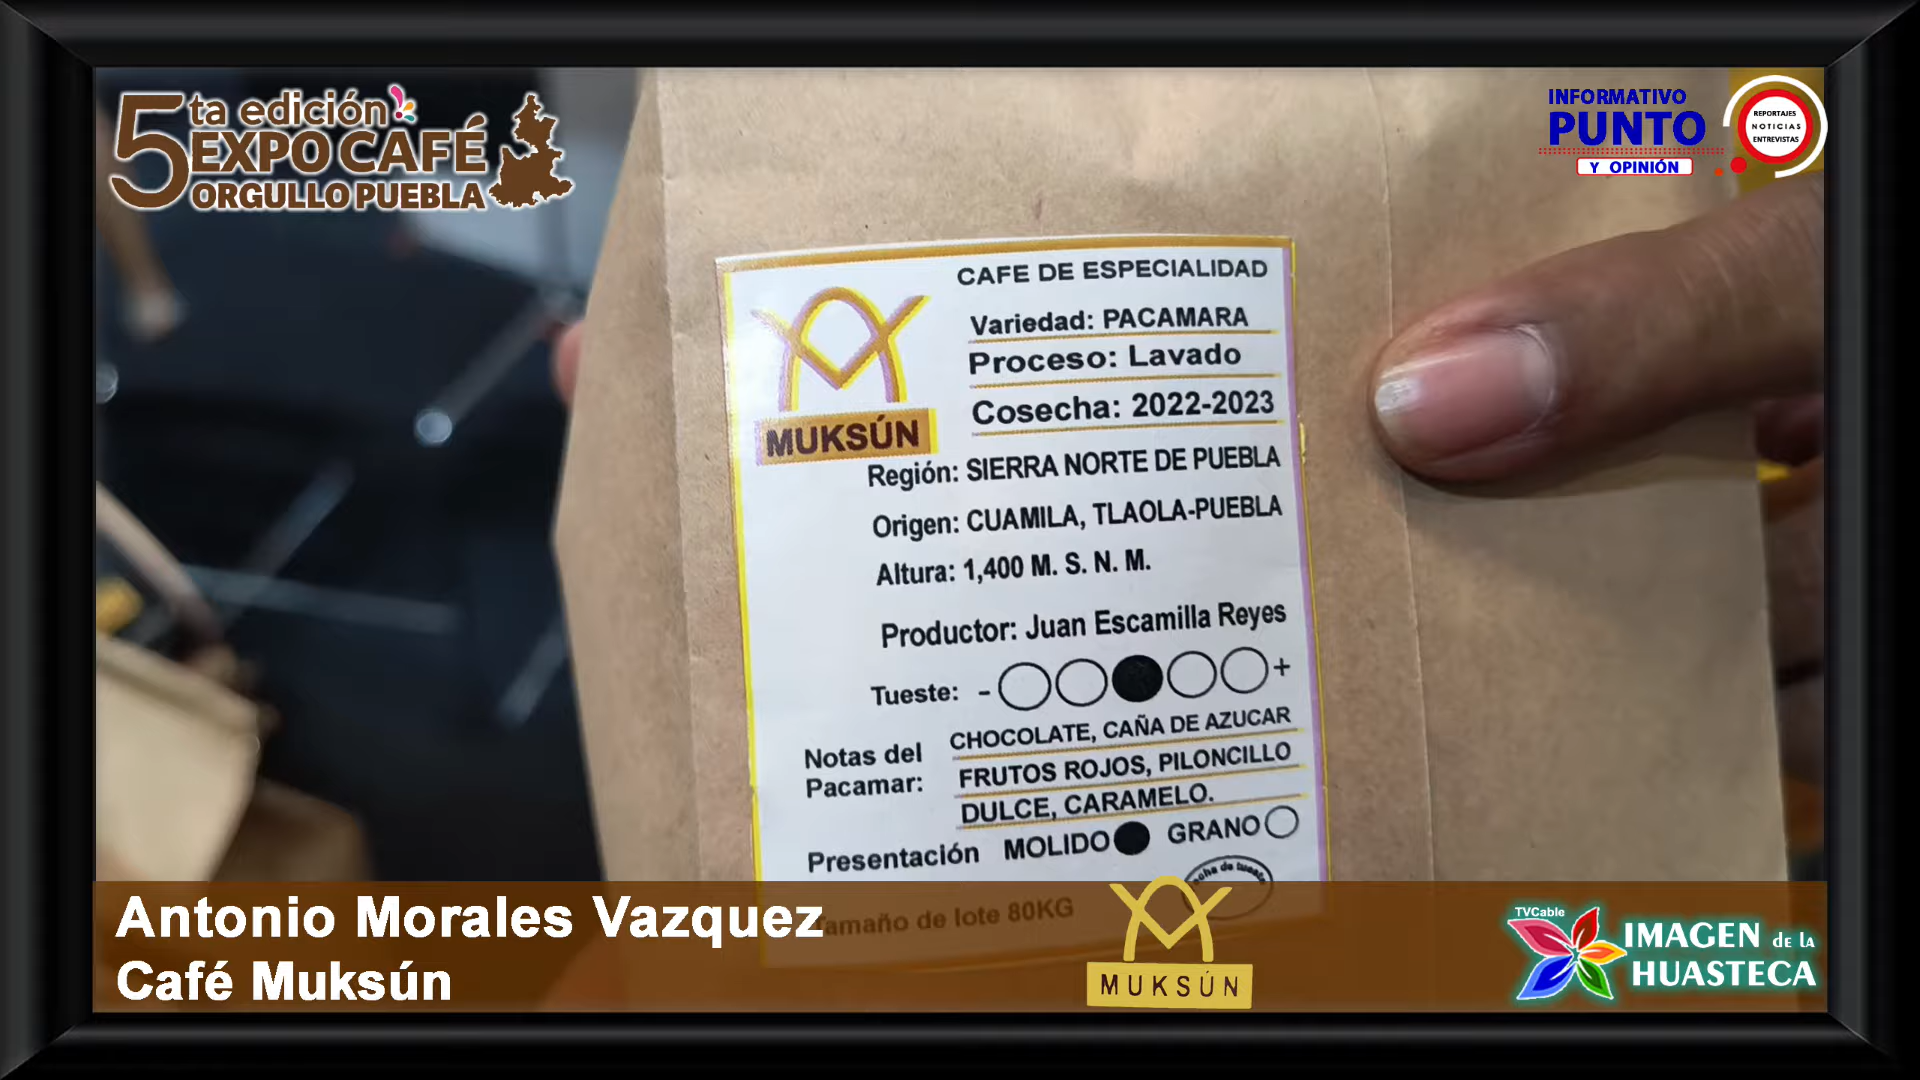 5ta edición
EXPO CAFÉ
ORGULLO PUEBLA
INFORMATIVO
PUNTO
Y OPINIÓN
REPORTAJES
NOTICIAS
ENTREVISTAS
CAFE DE ESPECIALIDAD
Variedad: PACAMARA
Proceso: Lavado
Cosecha: 2022-2023
MUKSÚN
Región: SIERRA NORTE DE PUEBLA
Origen: CUAMILA, TLAOLA-PUEBLA
Altura: 1,400 M. S. N. M.
Productor: Juan Escamilla Reyes
Tueste: - +
Notas del Pacamar: CHOCOLATE, CAÑA DE AZUCAR
FRUTOS ROJOS, PILONCILLO
DULCE, CARAMELO.
Presentación MOLIDO GRANO
de tueste
Tamaño de lote 80KG
Antonio Morales Vazquez
Café Muksún
MUKSÚN
TVCable
IMAGEN de la
HUASTECA